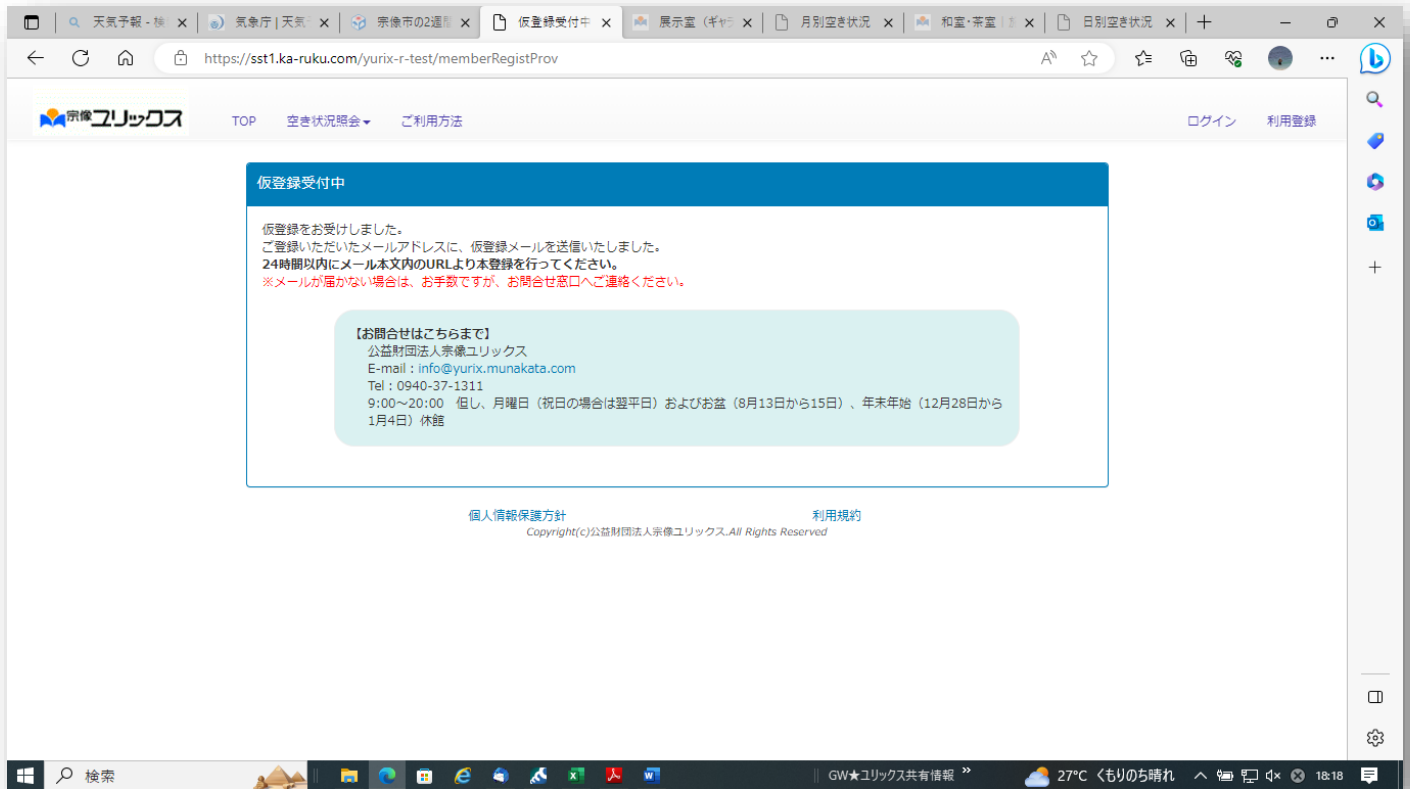 天気予報 - 検
気象庁 | 天気
宗像市の2週間
仮登録受付中
展示室（ギャラ
月別空き状況
和室・茶室 |
日別空き状況
https://sst1.ka-ruku.com/yurix-r-test/memberRegistProv
宗像ユリックス
TOP
空き状況照会
ご利用方法
ログイン
利用登録
仮登録受付中
仮登録をお受けしました。
ご登録いただいたメールアドレスに、仮登録メールを送信いたしました。
24時間以内にメール本文内のURLより本登録を行ってください。
※メールが届かない場合は、お手数ですが、お問合せ窓口へご連絡ください。
【お問合せはこちらまで】
公益財団法人宗像ユリックス
E-mail : info@yurix.munakata.com
Tel : 0940-37-1311
9:00～20:00　但し、月曜日（祝日の場合は翌平日）およびお盆（8月13日から15日）、年末年始（12月28日から
1月4日）休館
個人情報保護方針
利用規約
Copyright(c)公益財団法人宗像ユリックス.All Rights Reserved
検索
GW★ユリックス共有情報
27°C くもりのち晴れ
18:18